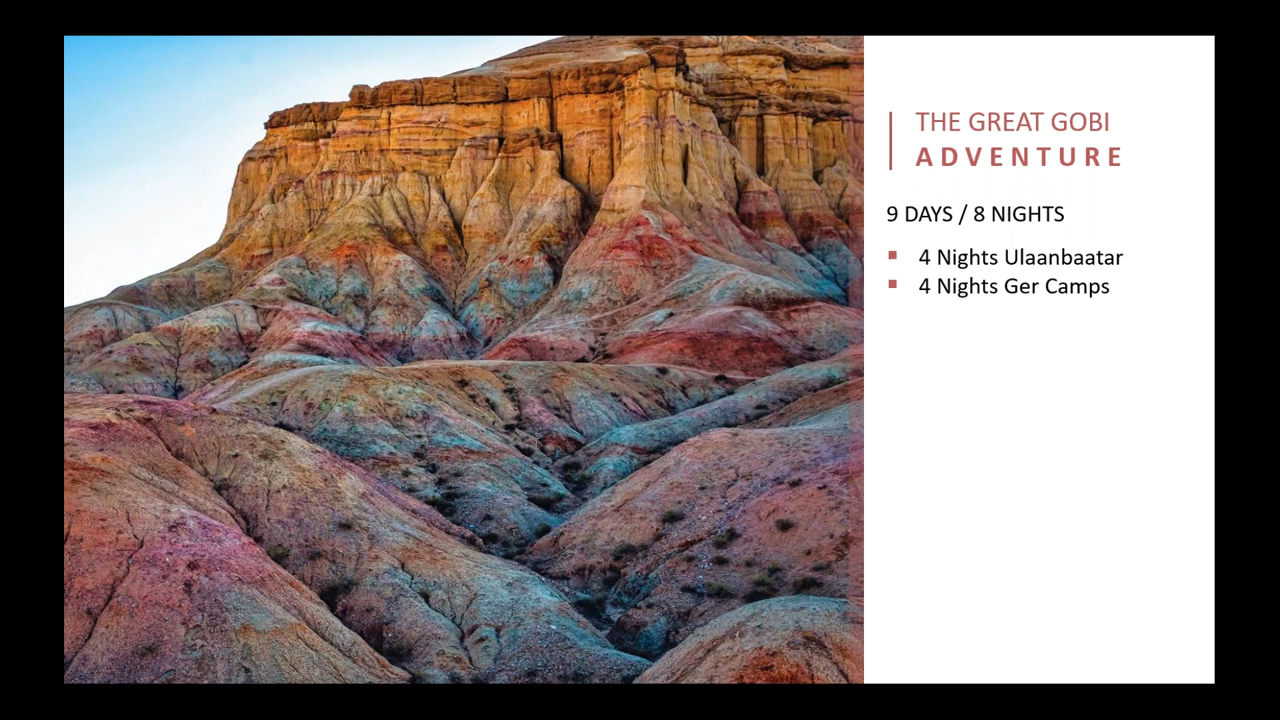 THE GREAT GOBI
ADVENTURE
9 DAYS / 8 NIGHTS
4 Nights Ulaanbaatar
4 Nights Ger Camps